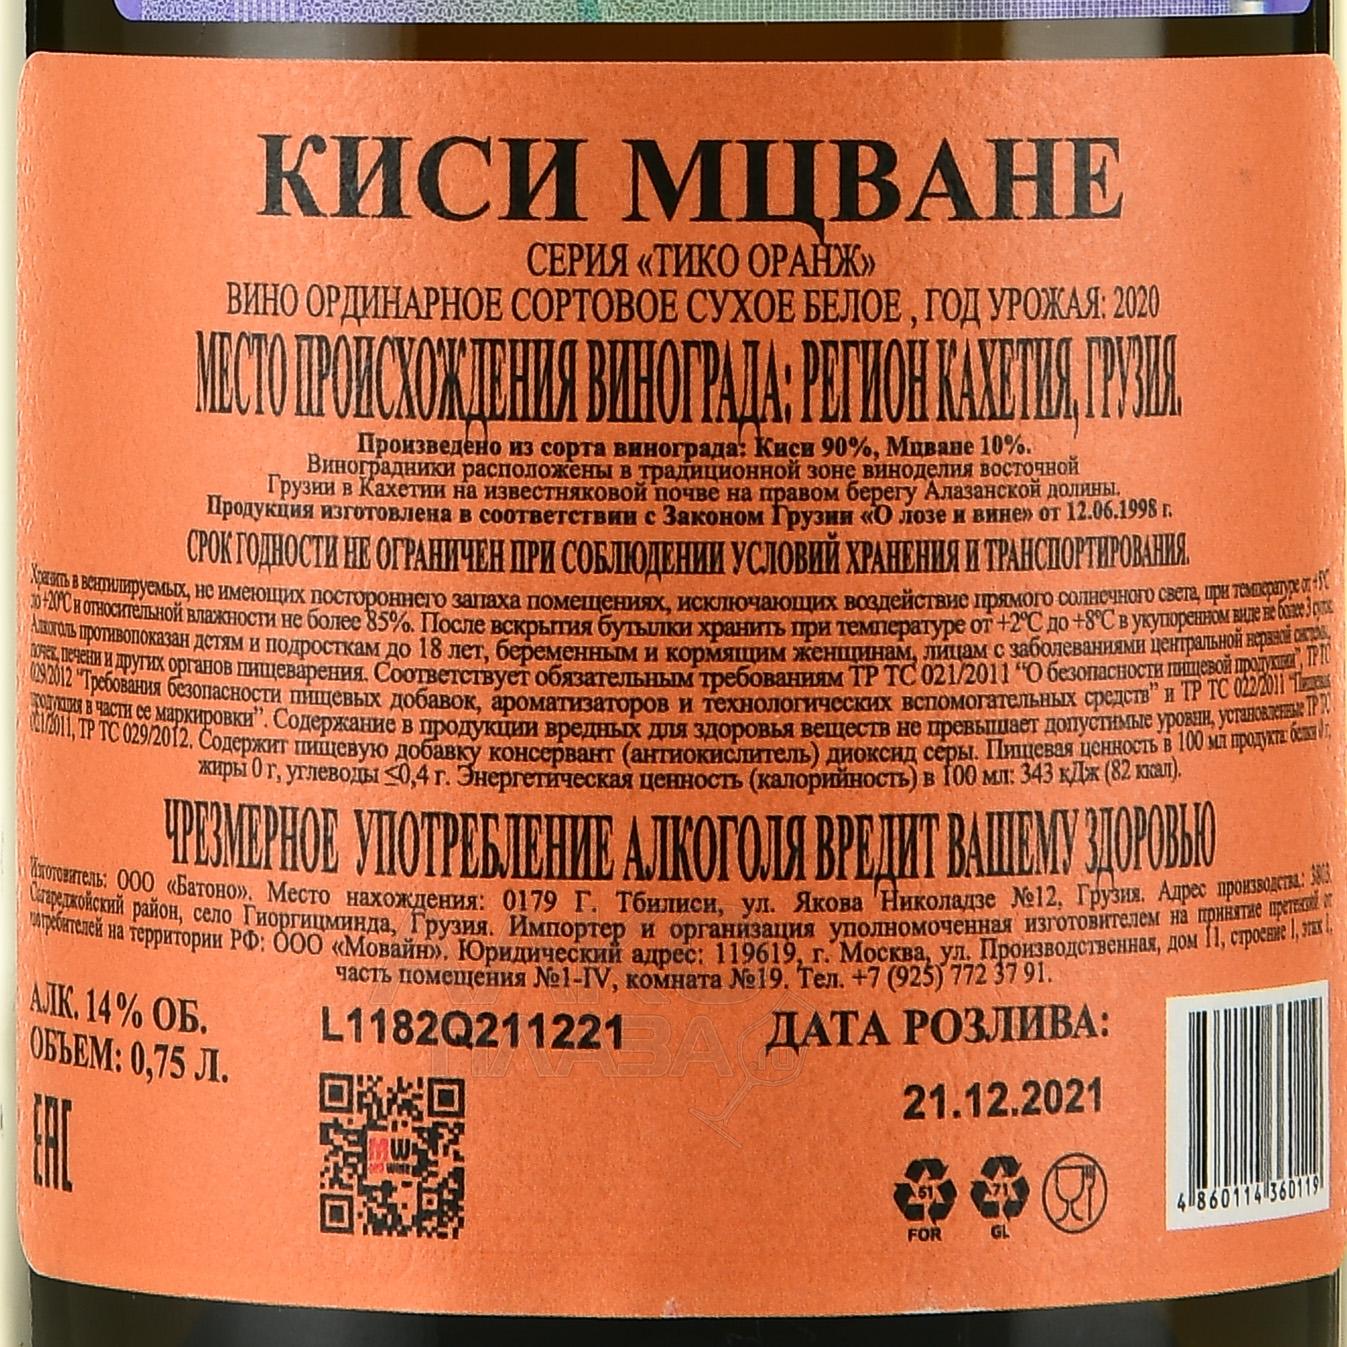 КИСИ МЦВАНЕ
СЕРИЯ «ТИКО ОРАНЖ»
ВИНО ОРДИНАРНОЕ СОРТОВОЕ СУХОЕ БЕЛОЕ , ГОД УРОЖАЯ: 2020
МЕСТО ПРОИСХОЖДЕНИЯ ВИНОГРАДА: РЕГИОН КАХЕТИЯ, ГРУЗИЯ.
Произведено из сорта винограда: Киси 90%, Мцване 10%.
Виноградники расположены в традиционной зоне виноделия восточной
Грузии в Кахетии на известняковой почве на правом берегу Алазанской долины.
Продукция изготовлена в соответствии с Законом Грузии «О лозе и вине» от 12.06.1998 г.
СРОК ГОДНОСТИ НЕ ОГРАНИЧЕН ПРИ СОБЛЮДЕНИИ УСЛОВИЙ ХРАНЕНИЯ И ТРАНСПОРТИРОВАНИЯ.
Хранить в вентилируемых, не имеющих постороннего запаха помещениях, исключающих воздействие прямого солнечного света, при температуре от +5°С
до +20°С и относительной влажности не более 85%. После вскрытия бутылки хранить при температуре от +2°С до +8°С в укупоренном виде не более 3 суток.
Алкоголь противопоказан детям и подросткам до 18 лет, беременным и кормящим женщинам, лицам с заболеваниями центральной нервной системы,
почек, печени и других органов пищеварения. Соответствует обязательным требованиям ТР ТС 021/2011 “О безопасности пищевой продукции”, ТР ТС
029/2012 “Требования безопасности пищевых добавок, ароматизаторов и технологических вспомогательных средств” и ТР ТС 022/2011 “Пищевая
продукция в части ее маркировки”. Содержание в продукции вредных для здоровья веществ не превышает допустимые уровни, установленные ТР ТС
021/2011, ТР ТС 029/2012. Содержит пищевую добавку консервант (антиокислитель) диоксид серы. Пищевая ценность в 100 мл продукта: белки 0 г,
жиры 0 г, углеводы ≤0,4 г. Энергетическая ценность (калорийность) в 100 мл: 343 кДж (82 ккал).
ЧРЕЗМЕРНОЕ УПОТРЕБЛЕНИЕ АЛКОГОЛЯ ВРЕДИТ ВАШЕМУ ЗДОРОВЬЮ
Изготовитель: ООО «Батоно». Место нахождения: 0179 Г. Тбилиси, ул. Якова Николадзе №12, Грузия. Адрес производства: 3803,
Сагареджойский район, село Гиоргицминда, Грузия. Импортер и организация уполномоченная изготовителем на принятие претензий от
потребителей на территории РФ: ООО «Мовайн». Юридический адрес: 119619, г. Москва, ул. Производственная, дом 11, строение 1, этаж 1,
часть помещения №1-IV, комната №19. Тел. +7 (925) 772 37 91.
АЛК. 14% ОБ.
ОБЪЕМ: 0,75 Л.
EAC
L1182Q211221
ДАТА РОЗЛИВА:
21.12.2021
MW
61
FOR
71
GL
4 860114 360119